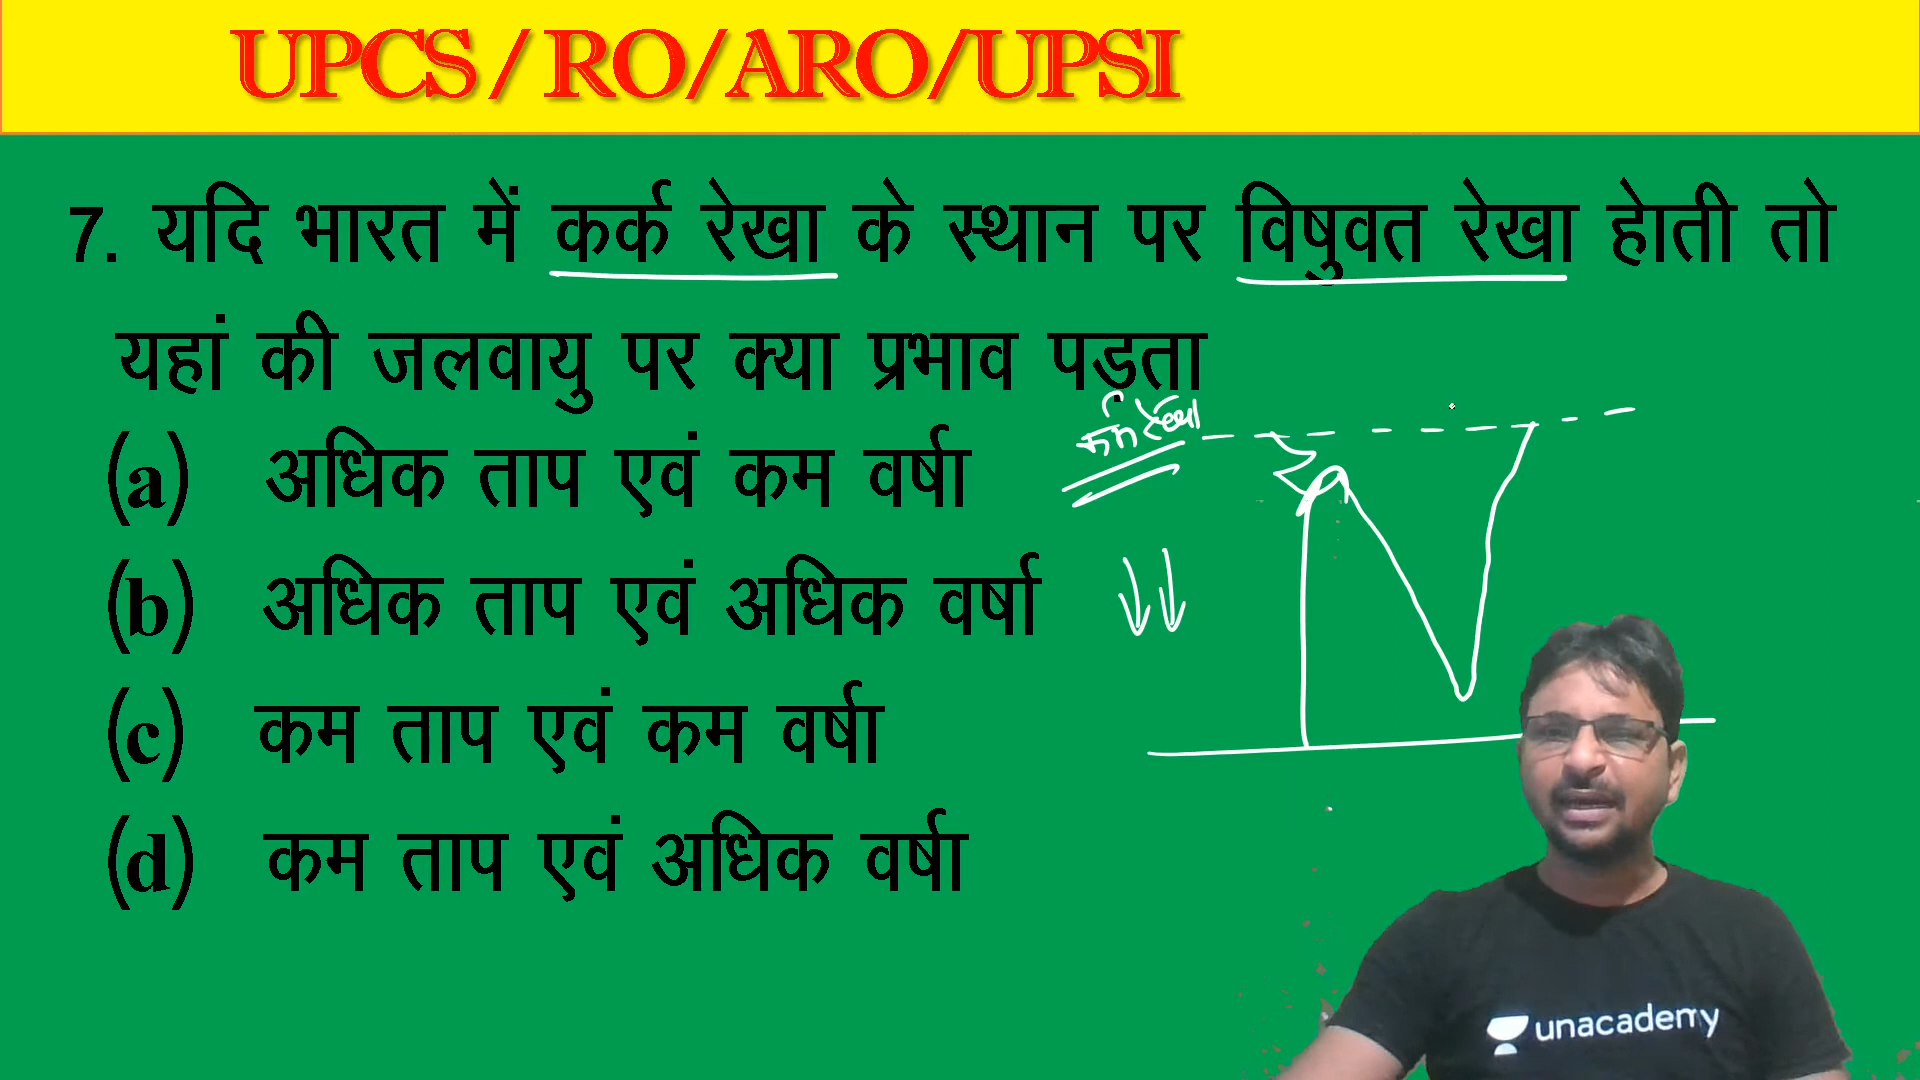 UPCS / RO/ARO/UPSI
7. यदि भारत में कर्क रेखा के स्थान पर विषुवत रेखा होती तो
यहां की जलवायु पर क्या प्रभाव पड़ता
कर्क रेखा
(a) अधिक ताप एवं कम वर्षा
(b) अधिक ताप एवं अधिक वर्षा
(c) कम ताप एवं कम वर्षा
(d) कम ताप एवं अधिक वर्षा
unacademy